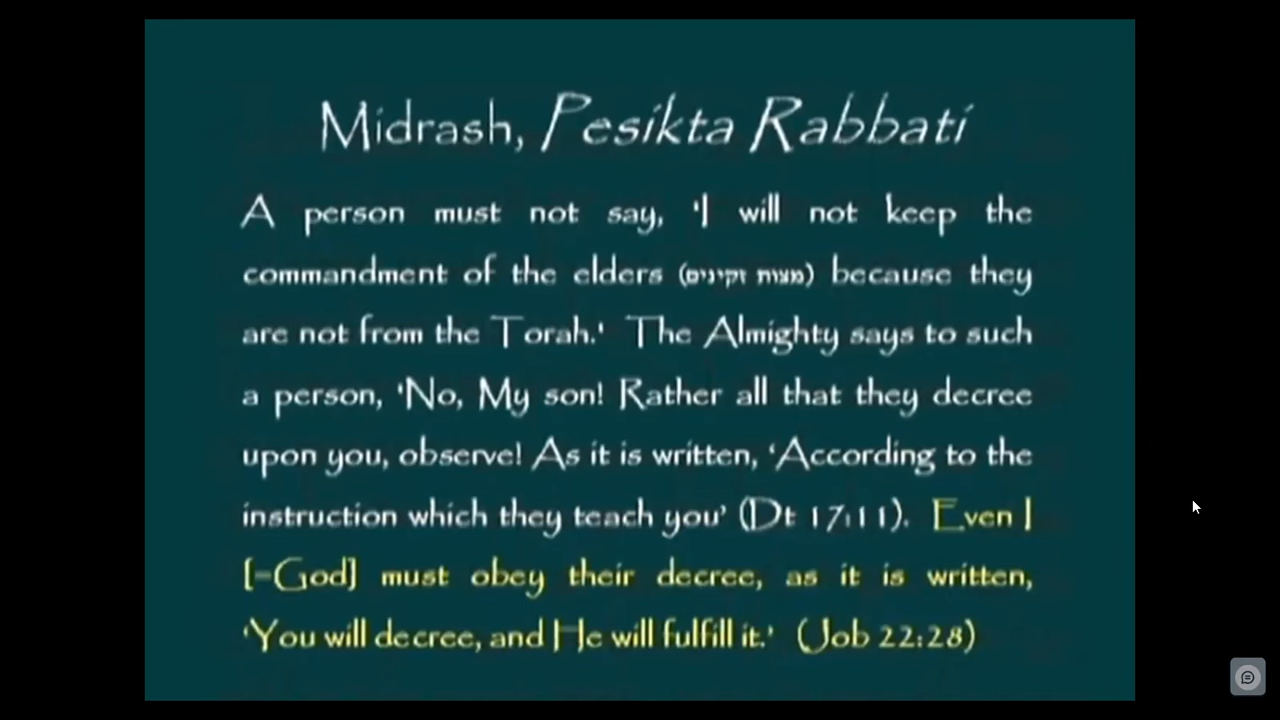 Midrash, Pesikta Rabbati
A person must not say, 'I will not keep the
commandment of the elders (מצות זקינים) because they
are not from the Torah.' The Almighty says to such
a person, 'No, My son! Rather all that they decree
upon you, observe! As it is written, 'According to the
instruction which they teach you' (Dt 17:11). Even I
[=God] must obey their decree, as it is written,
'You will decree, and He will fulfill it.' (Job 22:28)